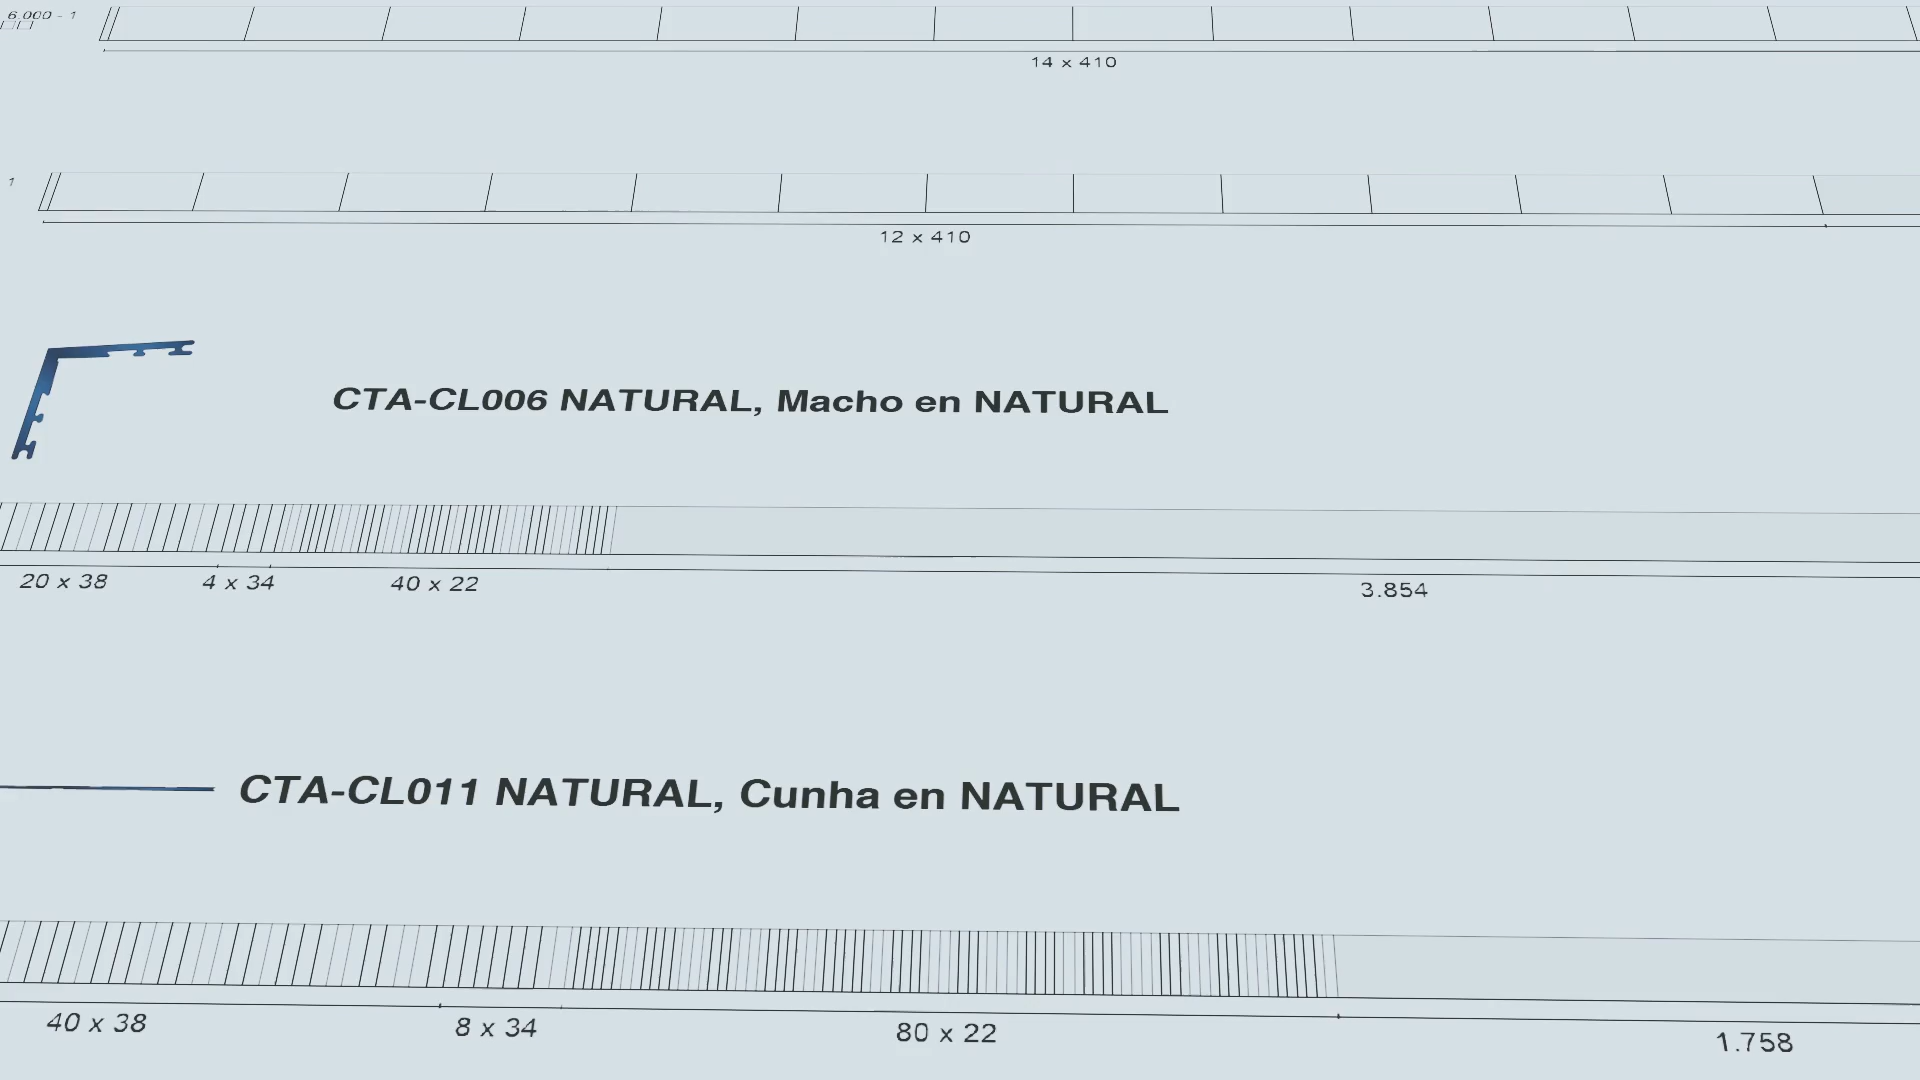 6.000 - 1
14 x 410
1
12 x 410
CTA-CL006 NATURAL, Macho en NATURAL
20 x 38 4 x 34 40 x 22 3.854
CTA-CL011 NATURAL, Cunha en NATURAL
40 x 38 8 x 34 80 x 22 1.758